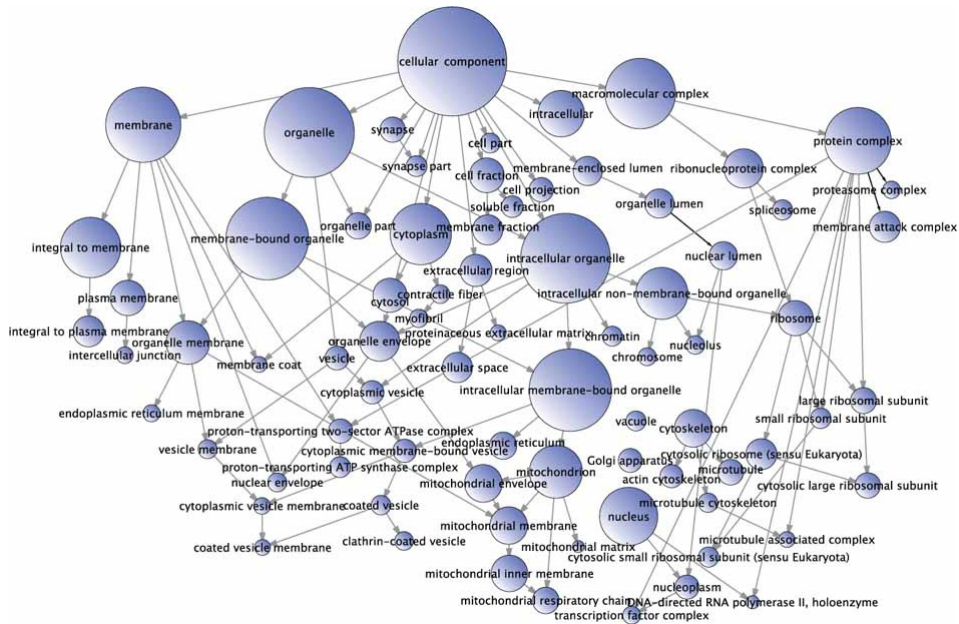 cellular component
macromolecular complex
membrane
organelle
synapse
intracellular
cell part
protein complex
synapse part
membrane-enclosed lumen
ribonucleoprotein complex
cell fraction
cell projection
proteasome complex
soluble fraction
organelle lumen
spliceosome
organelle part
membrane fraction
membrane attack complex
cytoplasm
membrane-bound organelle
integral to membrane
intracellular organelle
nuclear lumen
extracellular region
plasma membrane
cytosol
contractile fiber
intracellular non-membrane-bound organelle
myofibril
ribosome
integral to plasma membrane
proteinaceous extracellular matrix
chromatin
organelle membrane
organelle envelope
nucleolus
intercellular junction
vesicle
chromosome
membrane coat
extracellular space
cytoplasmic vesicle
intracellular membrane-bound organelle
large ribosomal subunit
endoplasmic reticulum membrane
vacuole
small ribosomal subunit
proton-transporting two-sector ATPase complex
cytoskeleton
endoplasmic reticulum
vesicle membrane
cytoplasmic membrane-bound vesicle
cytosolic ribosome (sensu Eukaryota)
Golgi apparatus
proton-transporting ATP synthase complex
mitochondrion
microtubule
nuclear envelope
mitochondrial envelope
actin cytoskeleton
cytosolic large ribosomal subunit
microtubule cytoskeleton
cytoplasmic vesicle membrane
coated vesicle
nucleus
mitochondrial membrane
coated vesicle membrane
clathrin-coated vesicle
mitochondrial matrix
microtubule associated complex
cytosolic small ribosomal subunit (sensu Eukaryota)
mitochondrial inner membrane
nucleoplasm
mitochondrial respiratory chain
DNA-directed RNA polymerase II, holoenzyme
transcription factor complex